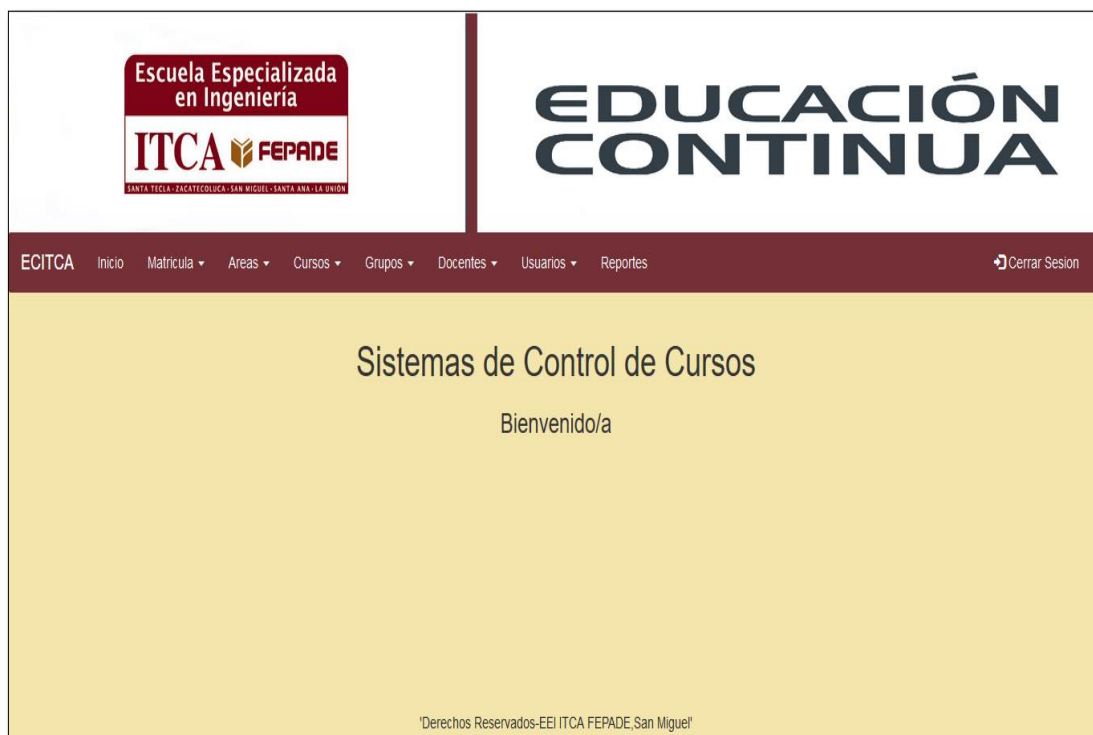 Escuela Especializada
en Ingeniería
ITCA FEPADE
SANTA TECLA - ZACATECOLUCA - SAN MIGUEL - SANTA ANA - LA UNIÓN
EDUCACIÓN
CONTINUA
ECITCA Inicio Matricula Areas Cursos Grupos Docentes Usuarios Reportes Cerrar Sesion
Sistemas de Control de Cursos
Bienvenido/a
'Derechos Reservados-EEI ITCA FEPADE,San Miguel'